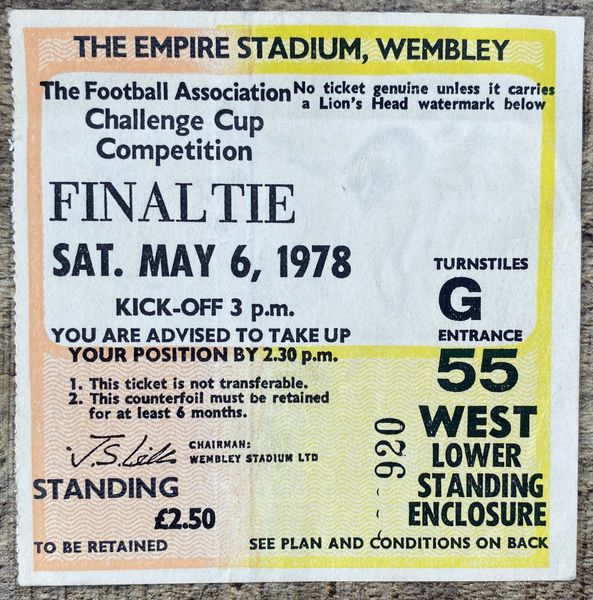 THE EMPIRE STADIUM, WEMBLEY
The Football Association
Challenge Cup
Competition
No ticket genuine unless it carries
a Lion's Head watermark below
FINAL TIE
SAT. MAY 6, 1978
KICK-OFF 3 p.m.
YOU ARE ADVISED TO TAKE UP
YOUR POSITION BY 2.30 p.m.
TURNSTILES
G
ENTRANCE
55
WEST
LOWER
STANDING
ENCLOSURE
1. This ticket is not transferable.
2. This counterfoil must be retained
for at least 6 months.
CHAIRMAN:
WEMBLEY STADIUM LTD
920
STANDING
£2.50
TO BE RETAINED
SEE PLAN AND CONDITIONS ON BACK